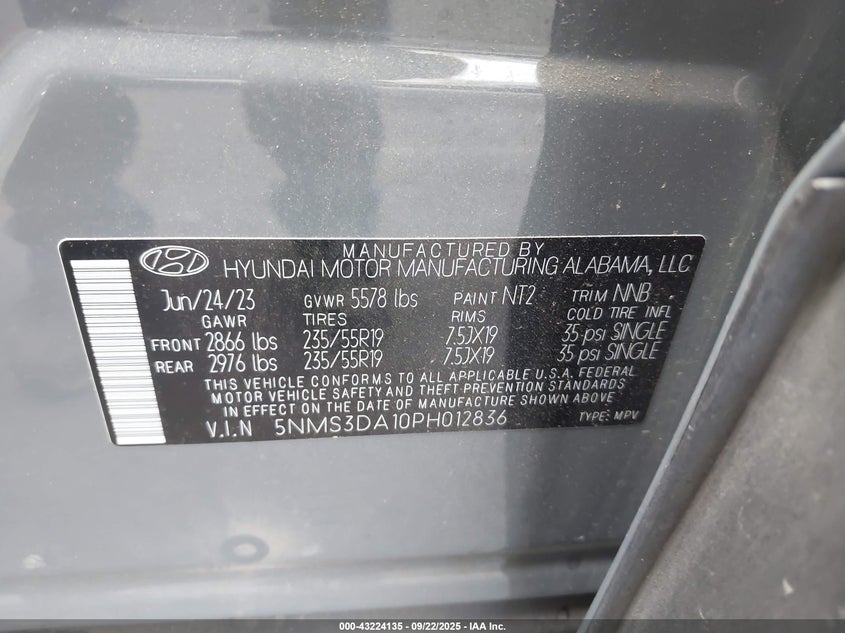 MANUFACTURED BY
HYUNDAI MOTOR MANUFACTURING ALABAMA, LLC
Jun/24/23 GVWR 5578 lbs PAINT NT2 TRIM NNB
GAWR TIRES RIMS COLD TIRE INFL
FRONT 2866 lbs 235/55R19 7.5JX19 35 psi SINGLE
REAR 2976 lbs 235/55R19 7.5JX19 35 psi SINGLE
THIS VEHICLE CONFORMS TO ALL APPLICABLE U.S.A. FEDERAL
MOTOR VEHICLE SAFETY AND THEFT PREVENTION STANDARDS
IN EFFECT ON THE DATE OF MANUFACTURE SHOWN ABOVE.
V.I.N 5NMS3DA10PH012836 TYPE: MPV
000-43224135 - 09/22/2025 - IAA Inc.